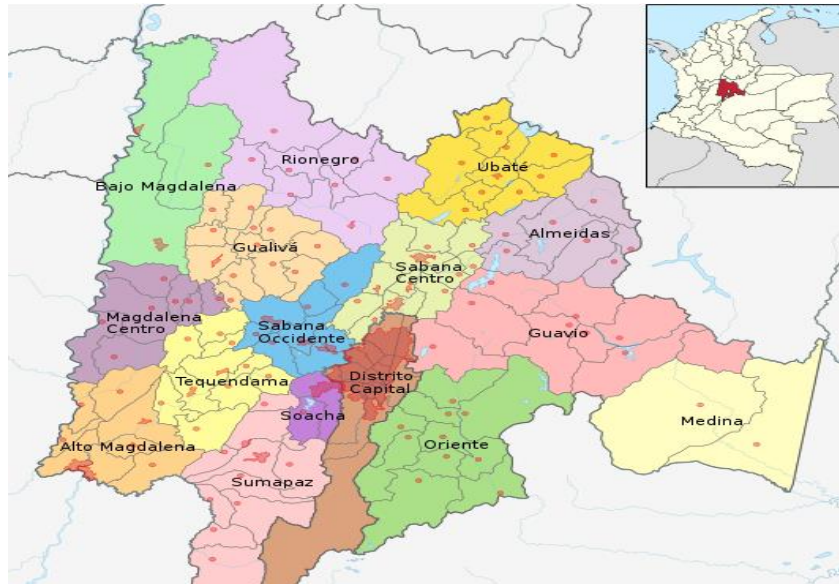 Rionegro
Ubaté
Bajo Magdalena
Almeidas
Gualivá
Sabana
Centro
Magdalena
Centro
Sabana
Occidente
Guavio
Tequendama
Distrito
Capital
Soacha
Medina
Alto Magdalena
Oriente
Sumapaz